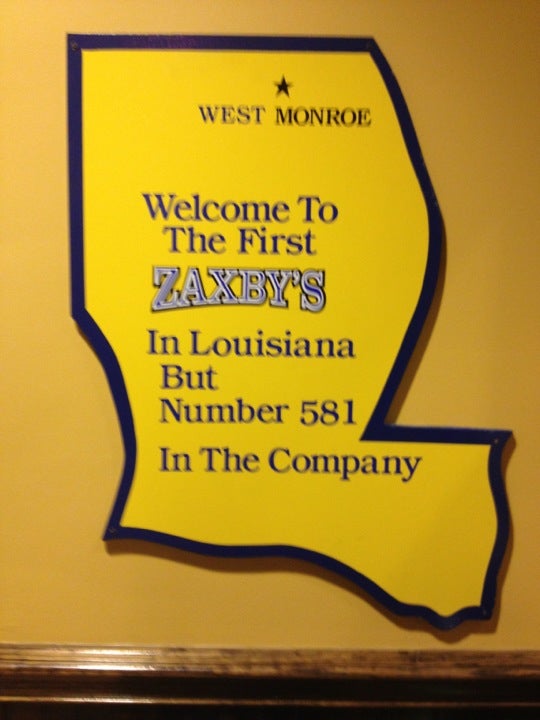 WEST MONROE
Welcome To
The First
ZAXBY'S
In Louisiana
But
Number 581
In The Company